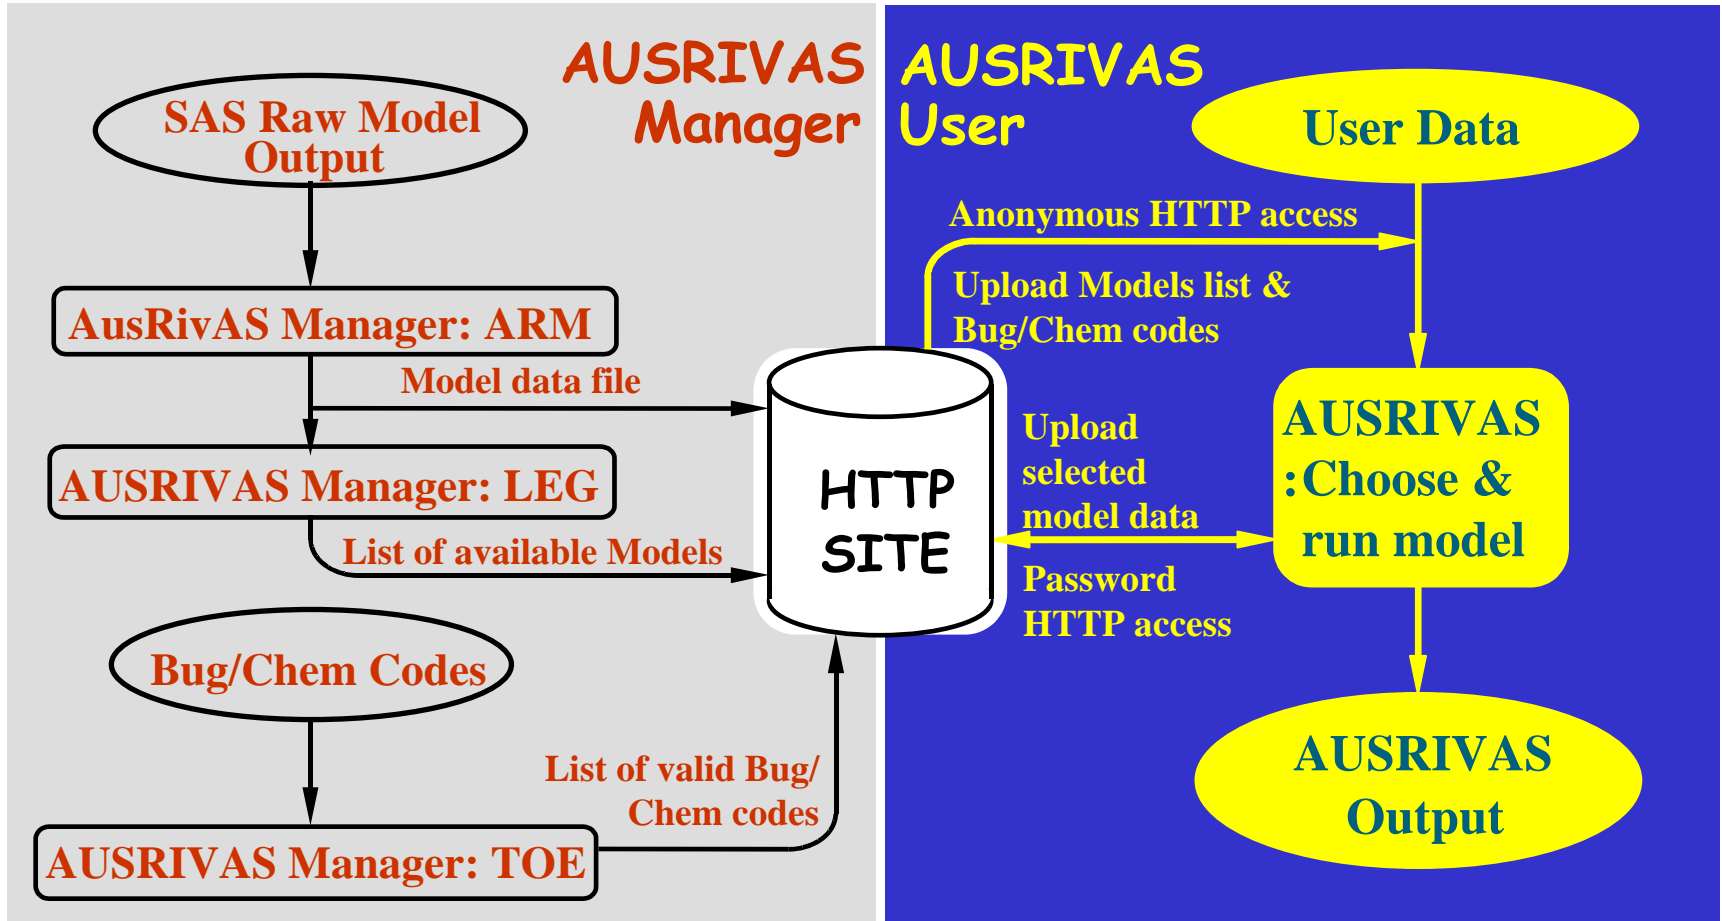 AUSRIVAS
Manager
SAS Raw Model
Output
AusRivAS Manager: ARM
Model data file
AUSRIVAS Manager: LEG
List of available Models
Bug/Chem Codes
List of valid Bug/
Chem codes
AUSRIVAS Manager: TOE
HTTP
SITE
AUSRIVAS
User
User Data
Anonymous HTTP access
Upload Models list &
Bug/Chem codes
Upload
selected
model data
Password
HTTP access
AUSRIVAS
:Choose &
run model
AUSRIVAS
Output